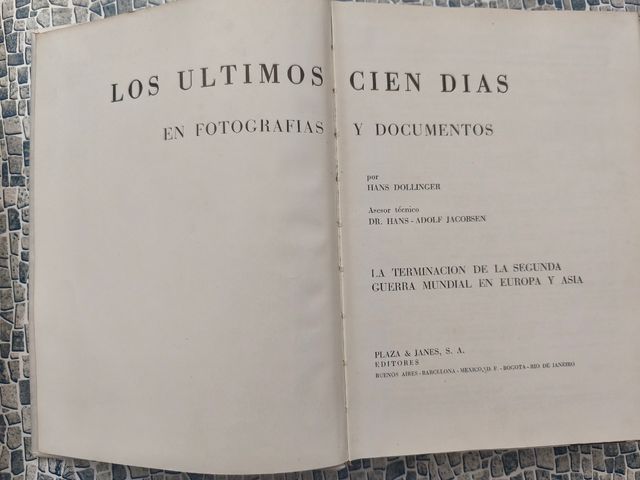 LOS ULTIMOS CIEN DIAS
EN FOTOGRAFIAS Y DOCUMENTOS
por
HANS DOLLINGER
Asesor técnico
DR. HANS-ADOLF JACOBSEN
LA TERMINACION DE LA SEGUNDA
GUERRA MUNDIAL EN EUROPA Y ASIA
PLAZA & JANES, S. A.
EDITORES
BUENOS AIRES-BARCELONA-MEXICO, D. F.-BOGOTA-RIO DE JANEIRO